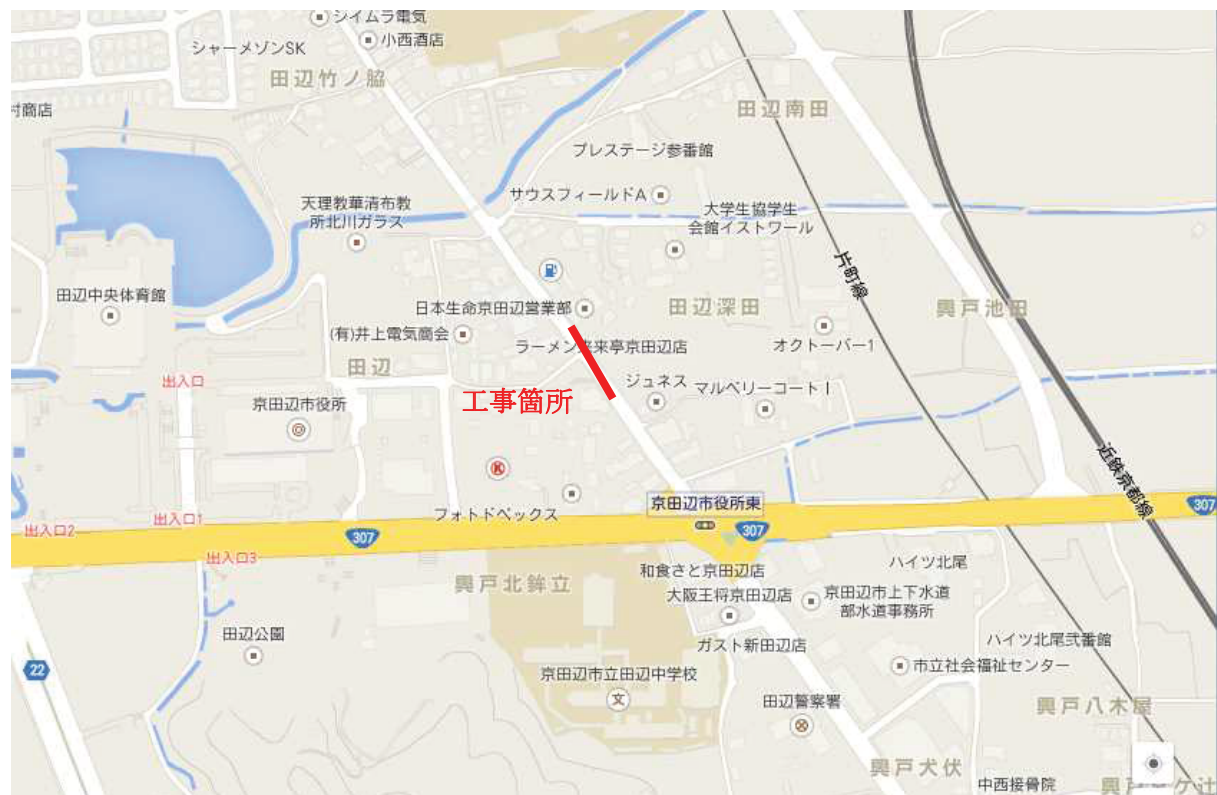 シイムラ電気
小西酒店
シャーメゾンSK
田辺竹ノ脇
村商店
田辺南田
プレステージ参番館
サウスフィールドA
天理教華清布教
所北川ガラス
大学生協学生
会館イストワール
片町線
田辺中央体育館
日本生命京田辺営業部
田辺深田
興戸池田
(有)井上電気商会
ラーメン来来亭京田辺店
オクトーバー1
田辺
出入口
ジュネス
マルベリーコートI
工事箇所
京田辺市役所
近鉄京都線
京田辺市役所東
307
フォトドペックス
出入口1
出入口2
307
307
出入口3
和食さと京田辺店
ハイツ北尾
興戸北鉾立
大阪王将京田辺店
京田辺市上下水道
部水道事務所
田辺公園
ガスト新田辺店
ハイツ北尾弐番館
22
京田辺市立田辺中学校
市立社会福祉センター
文
田辺警察署
興戸八木屋
興戸犬伏
中西接骨院